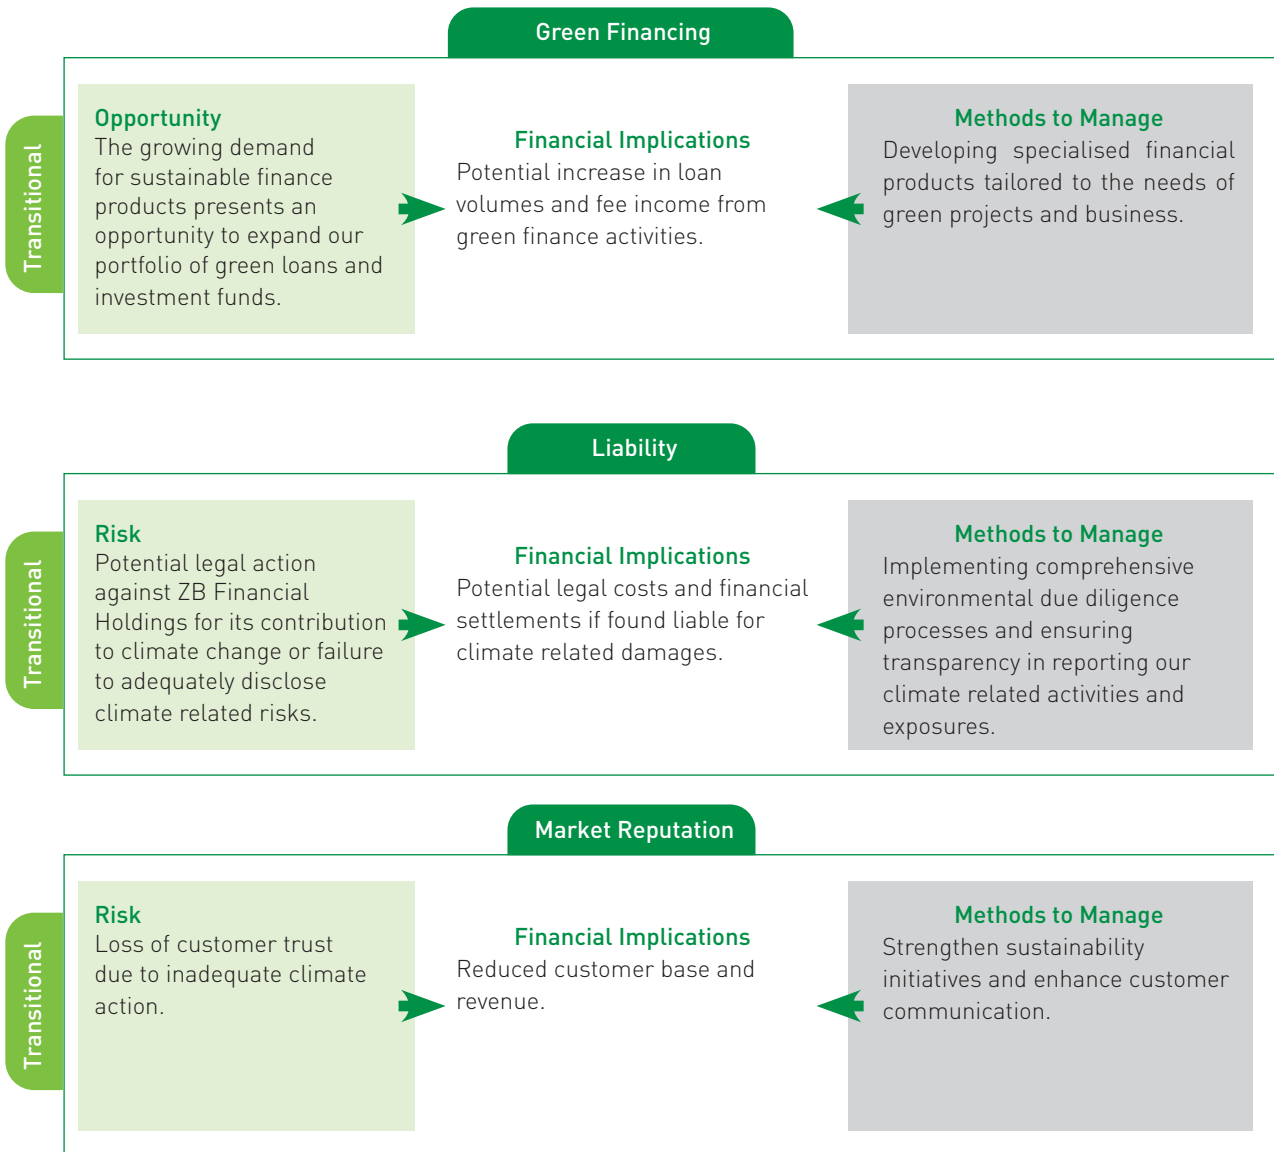 Green Financing
Transitional
Opportunity
The growing demand
for sustainable finance
products presents an
opportunity to expand our
portfolio of green loans and
investment funds.
Financial Implications
Potential increase in loan
volumes and fee income from
green finance activities.
Methods to Manage
Developing specialised financial
products tailored to the needs of
green projects and business.
Liability
Transitional
Risk
Potential legal action
against ZB Financial
Holdings for its contribution
to climate change or failure
to adequately disclose
climate related risks.
Financial Implications
Potential legal costs and financial
settlements if found liable for
climate related damages.
Methods to Manage
Implementing comprehensive
environmental due diligence
processes and ensuring
transparency in reporting our
climate related activities and
exposures.
Market Reputation
Transitional
Risk
Loss of customer trust
due to inadequate climate
action.
Financial Implications
Reduced customer base and
revenue.
Methods to Manage
Strengthen sustainability
initiatives and enhance customer
communication.